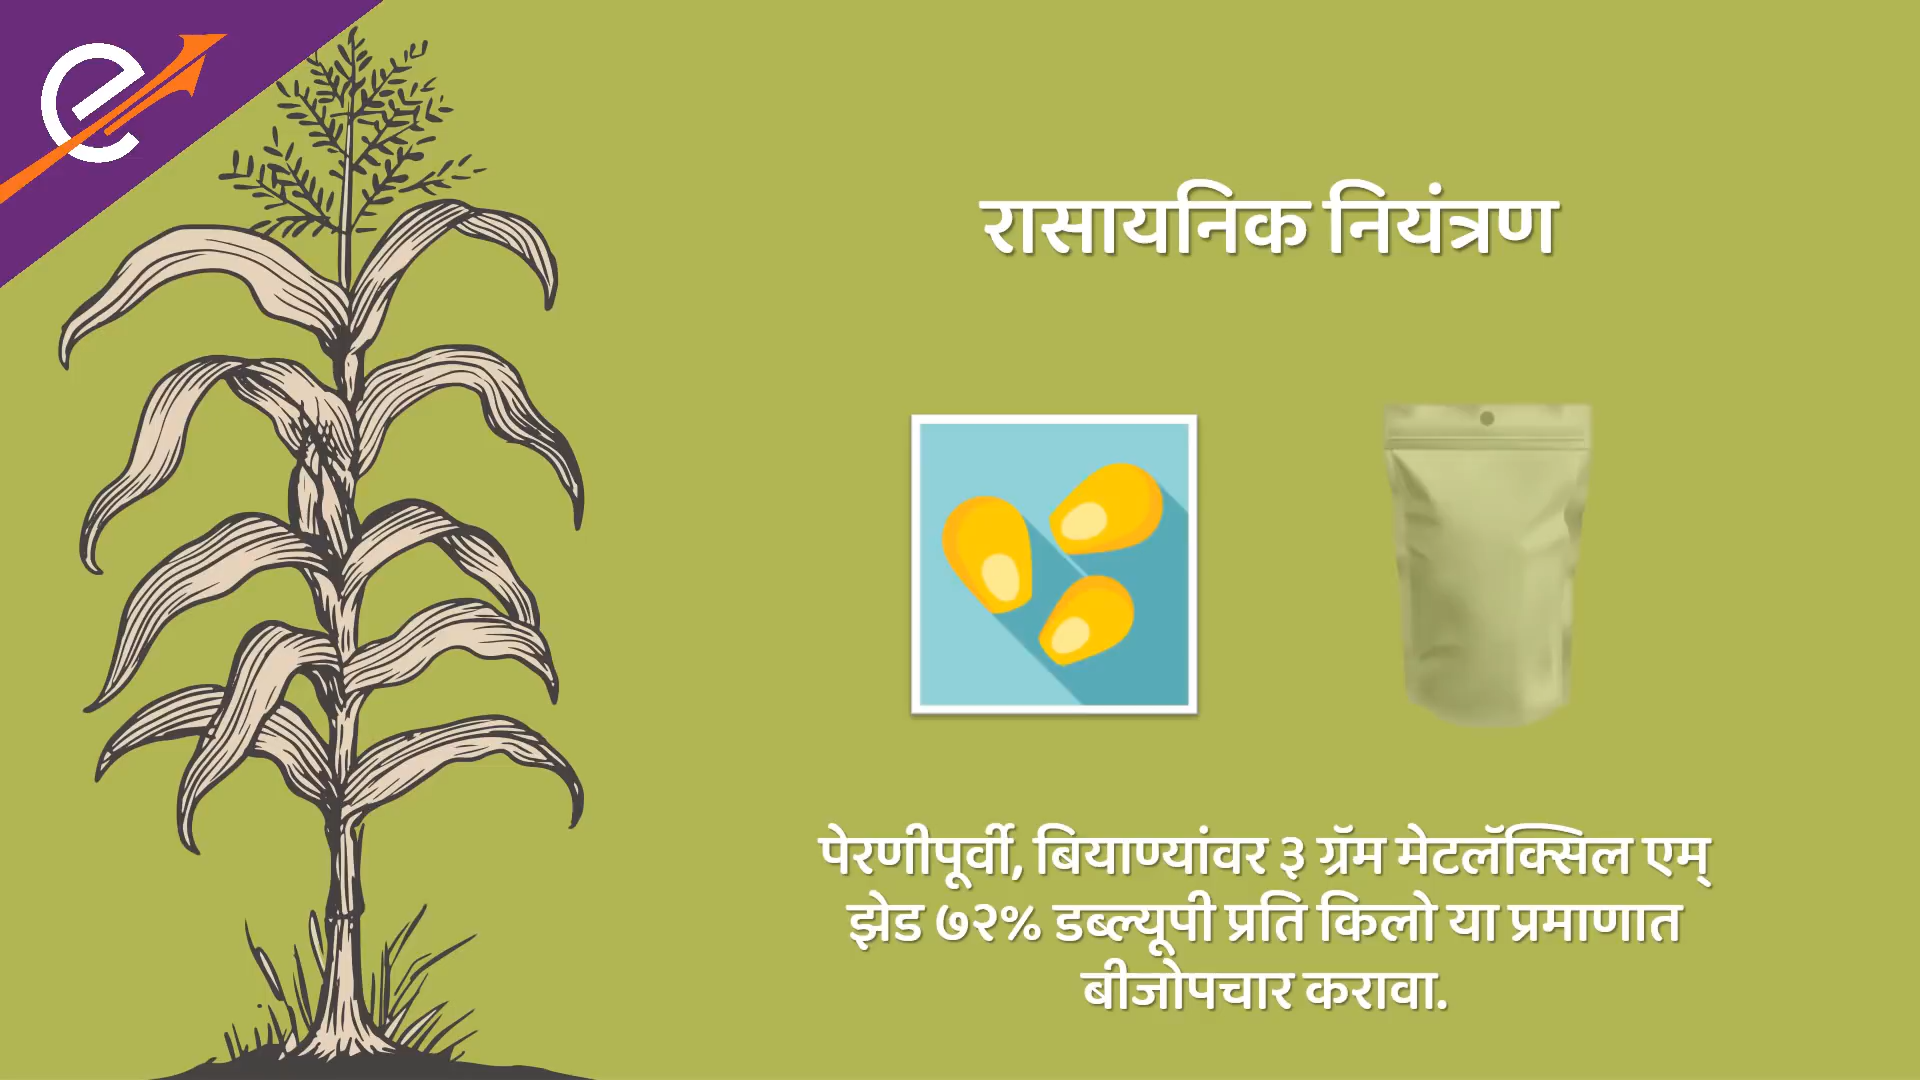 रासायनिक नियंत्रण
पेरणीपूर्वी, बियाण्यांवर ३ ग्रॅम मेटलॅक्सिल एम्
झेड ७२% डब्ल्यूपी प्रति किलो या प्रमाणात
बीजोपचार करावा.